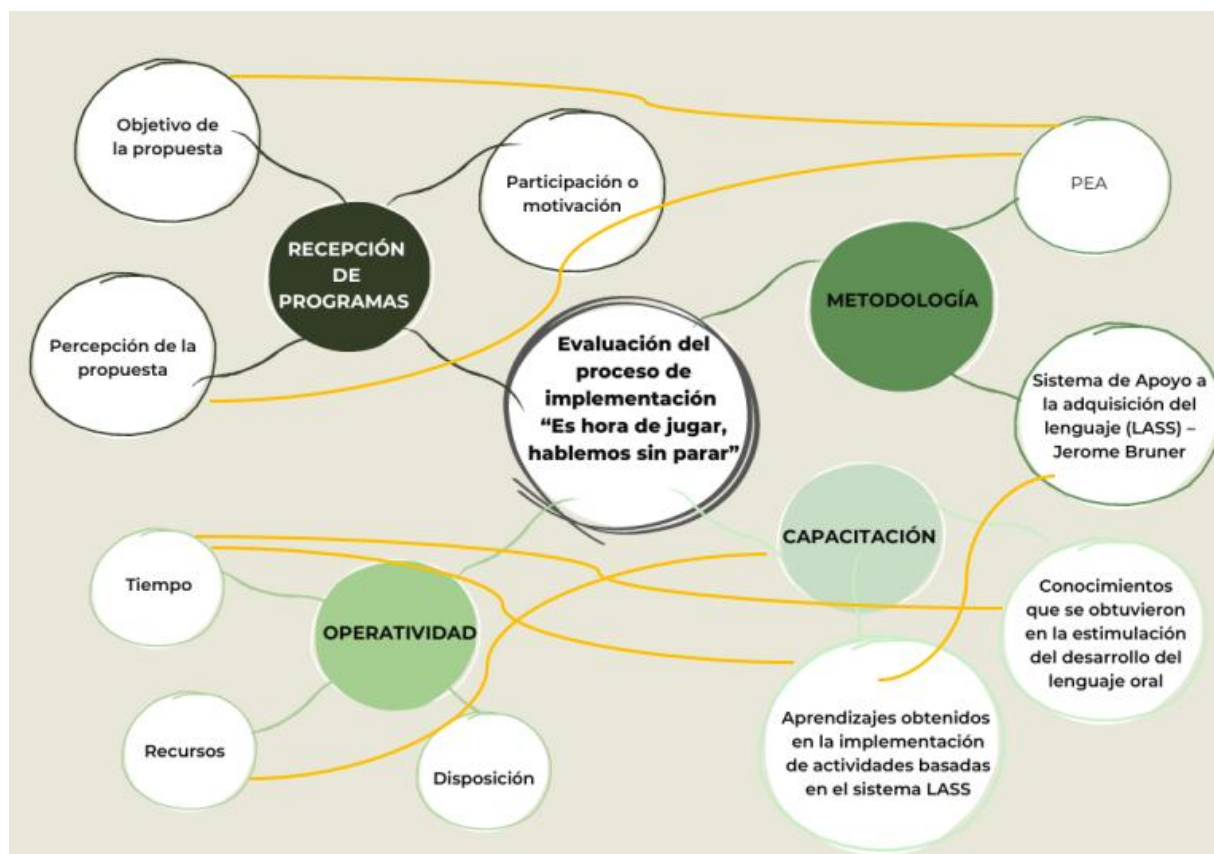 Objetivo de
la propuesta
Participación o
motivación
RECEPCIÓN
DE
PROGRAMAS
Percepción de la
propuesta
PEA
METODOLOGÍA
Evaluación del
proceso de
implementación
“Es hora de jugar,
hablemos sin parar”
Sistema de Apoyo a
la adquisición del
lenguaje (LASS) –
Jerome Bruner
CAPACITACIÓN
Tiempo
OPERATIVIDAD
Recursos
Disposición
Conocimientos
que se obtuvieron
en la estimulación
del desarrollo del
lenguaje oral
Aprendizajes obtenidos
en la implementación
de actividades basadas
en el sistema LASS